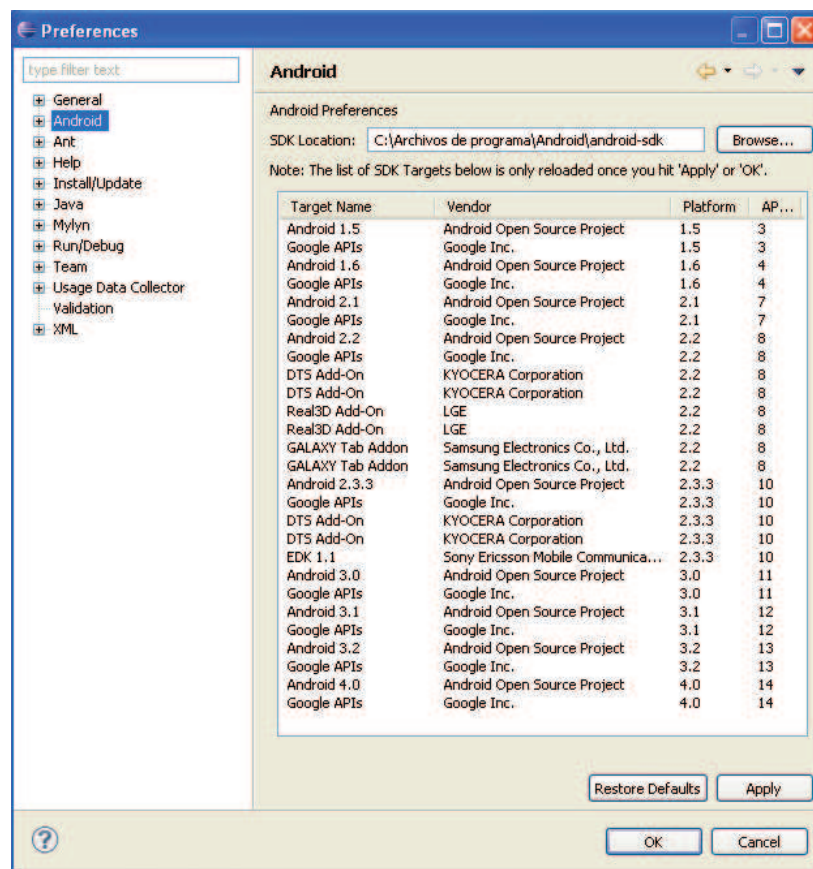 Preferences
type filter text
General
Android
Ant
Help
Install/Update
Java
Mylyn
Run/Debug
Team
Usage Data Collector
Validation
XML
Android
Android Preferences
SDK Location: C:\Archivos de programa\Android\android-sdk Browse...
Note: The list of SDK Targets below is only reloaded once you hit 'Apply' or 'OK'.
Target Name Vendor Platform AP...
Android 1.5 Android Open Source Project 1.5 3
Google APIs Google Inc. 1.5 3
Android 1.6 Android Open Source Project 1.6 4
Google APIs Google Inc. 1.6 4
Android 2.1 Android Open Source Project 2.1 7
Google APIs Google Inc. 2.1 7
Android 2.2 Android Open Source Project 2.2 8
Google APIs Google Inc. 2.2 8
DTS Add-On KYOCERA Corporation 2.2 8
DTS Add-On KYOCERA Corporation 2.2 8
Real3D Add-On LGE 2.2 8
Real3D Add-On LGE 2.2 8
GALAXY Tab Addon Samsung Electronics Co., Ltd. 2.2 8
GALAXY Tab Addon Samsung Electronics Co., Ltd. 2.2 8
Android 2.3.3 Android Open Source Project 2.3.3 10
Google APIs Google Inc. 2.3.3 10
DTS Add-On KYOCERA Corporation 2.3.3 10
DTS Add-On KYOCERA Corporation 2.3.3 10
EDK 1.1 Sony Ericsson Mobile Communica... 2.3.3 10
Android 3.0 Android Open Source Project 3.0 11
Google APIs Google Inc. 3.0 11
Android 3.1 Android Open Source Project 3.1 12
Google APIs Google Inc. 3.1 12
Android 3.2 Android Open Source Project 3.2 13
Google APIs Google Inc. 3.2 13
Android 4.0 Android Open Source Project 4.0 14
Google APIs Google Inc. 4.0 14
Restore Defaults Apply
OK Cancel